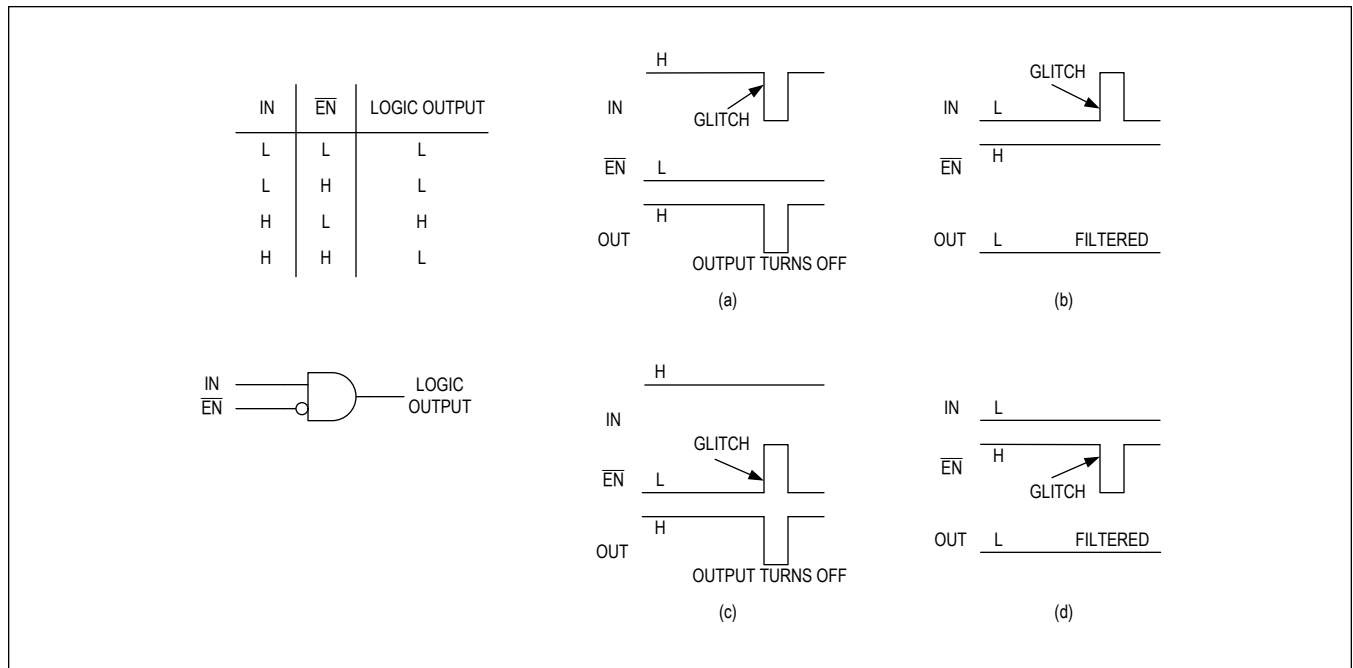 IN EN LOGIC OUTPUT
L L L
L H L
H L H
H H L
IN
EN
LOGIC
OUTPUT
H
IN
GLITCH
EN L
H
OUT
OUTPUT TURNS OFF
(a)
GLITCH
IN L
EN H
OUT L FILTERED
(b)
H
IN
GLITCH
EN L
H
OUT
OUTPUT TURNS OFF
(c)
IN L
EN H
GLITCH
OUT L FILTERED
(d)